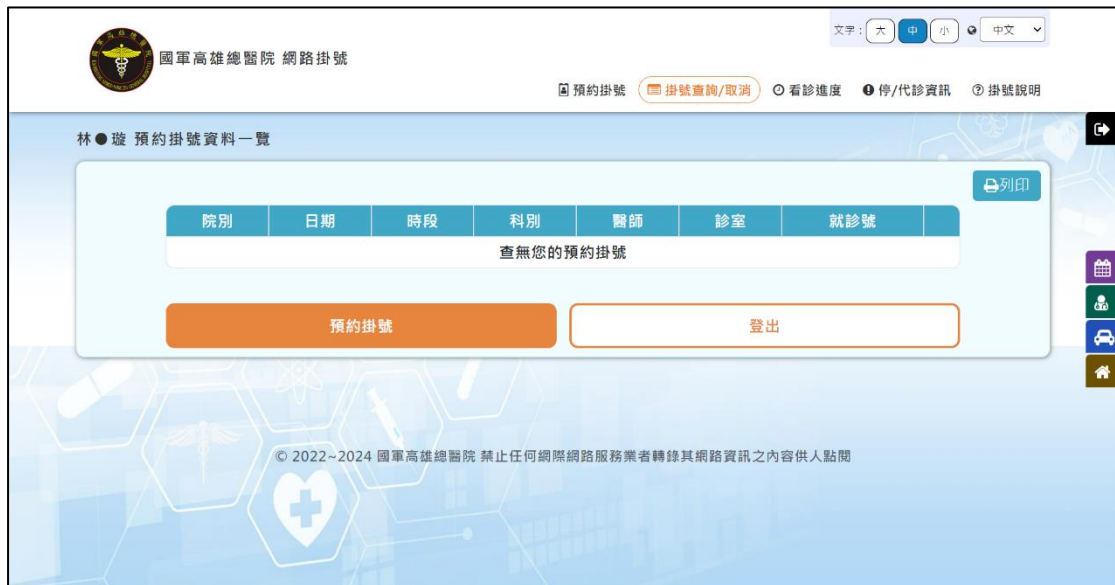 文字：大 中 小 中文
國軍高雄總醫院 網路掛號
預約掛號 掛號查詢/取消 看診進度 停/代診資訊 掛號說明
林●璇 預約掛號資料一覽
列印
院別 日期 時段 科別 醫師 診室 就診號
查無您的預約掛號
預約掛號 登出
© 2022~2024 國軍高雄總醫院 禁止任何網際網路服務業者轉錄其網路資訊之內容供人點閱